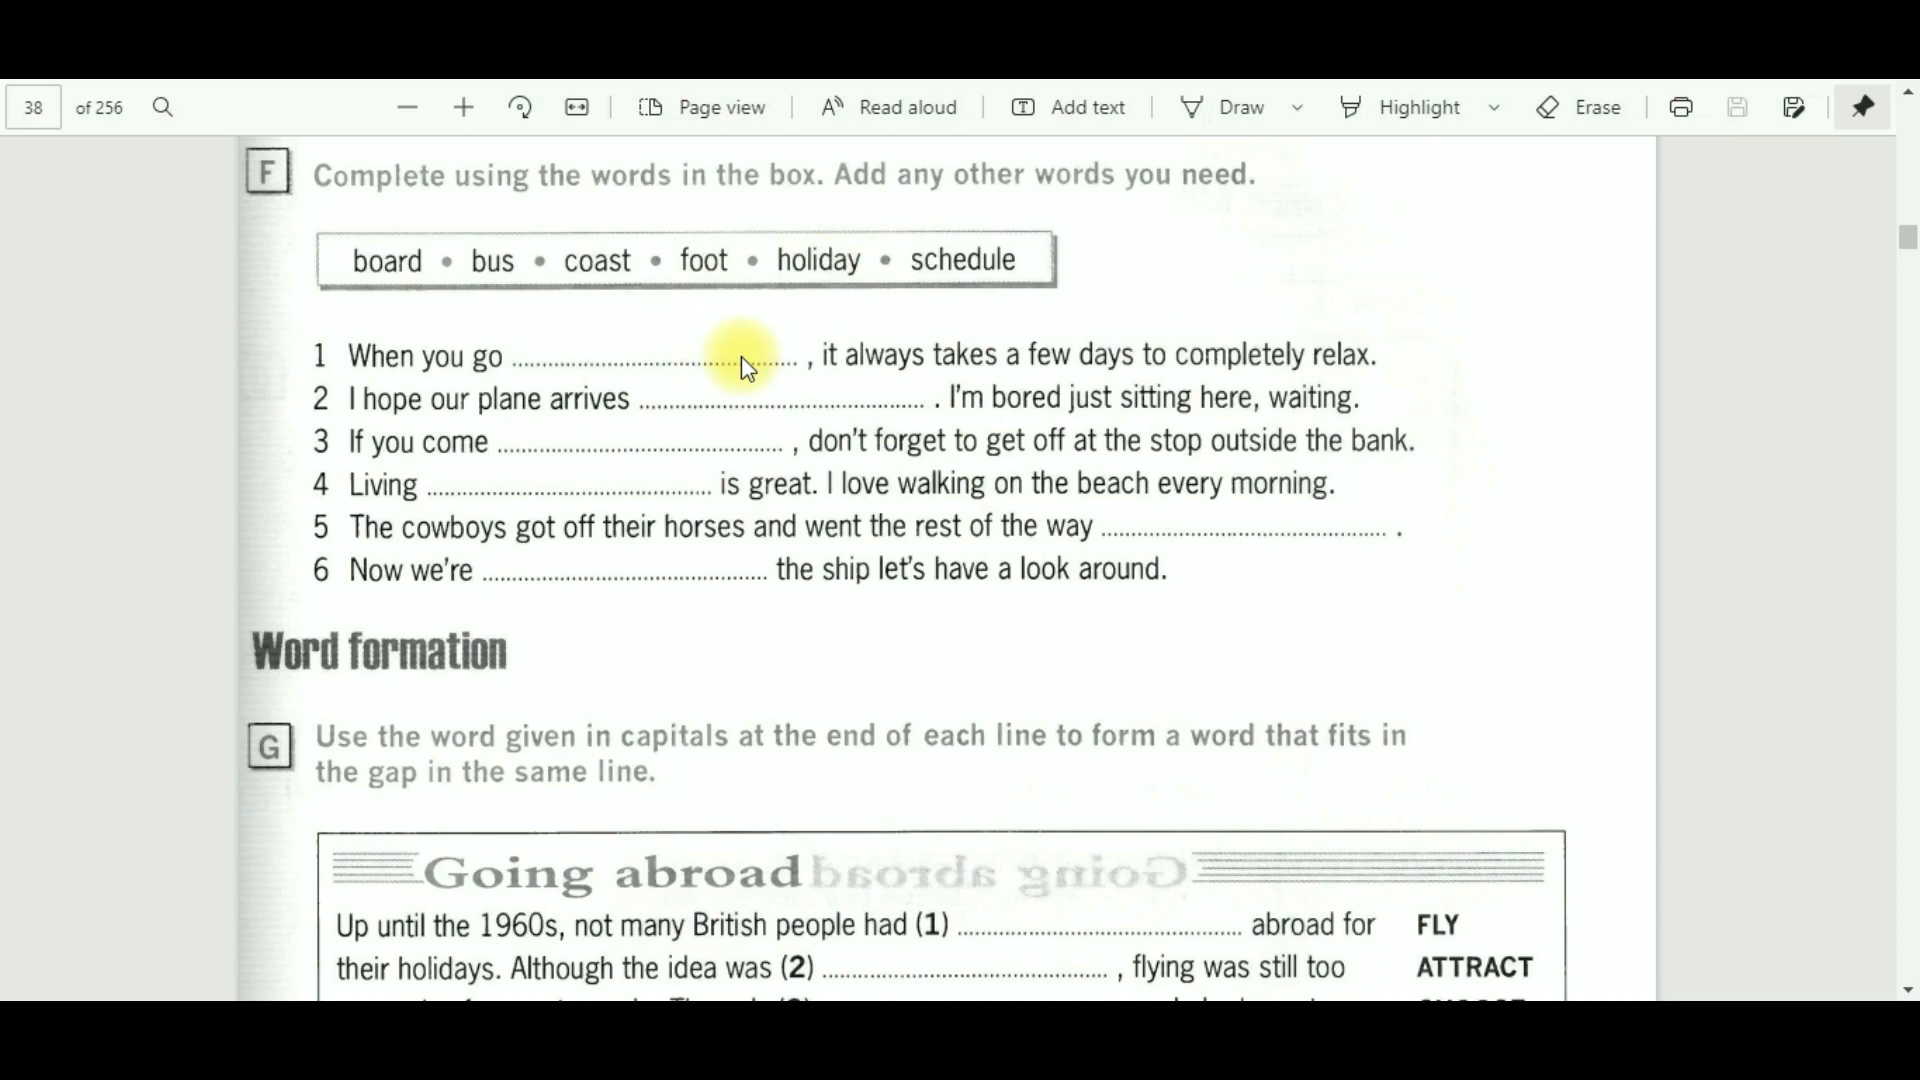 38 of 256 Page view Read aloud Add text Draw Highlight Erase
F Complete using the words in the box. Add any other words you need.
board • bus • coast • foot • holiday • schedule
1 When you go ................................ , it always takes a few days to completely relax.
2 I hope our plane arrives ................................ . I'm bored just sitting here, waiting.
3 If you come ................................ , don't forget to get off at the stop outside the bank.
4 Living ................................ is great. I love walking on the beach every morning.
5 The cowboys got off their horses and went the rest of the way ................................ .
6 Now we're ................................ the ship let's have a look around.
Word formation
G Use the word given in capitals at the end of each line to form a word that fits in
the gap in the same line.
Going abroad Going abroad
Up until the 1960s, not many British people had (1) ................................ abroad for FLY
their holidays. Although the idea was (2) ................................ , flying was still too ATTRACT